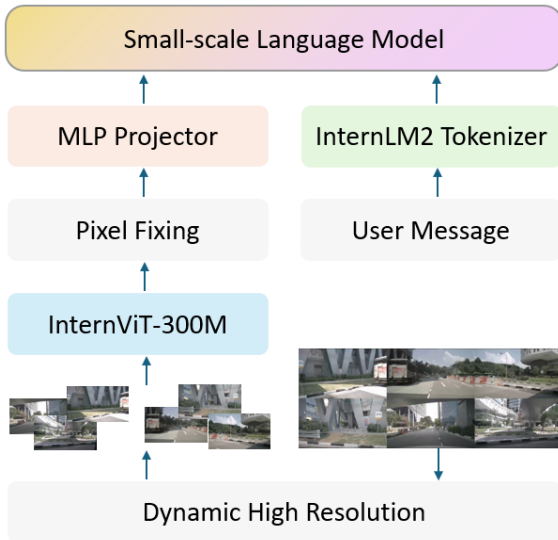 Small-scale Language Model
MLP Projector
InternLM2 Tokenizer
Pixel Fixing
User Message
InternViT-300M
Dynamic High Resolution